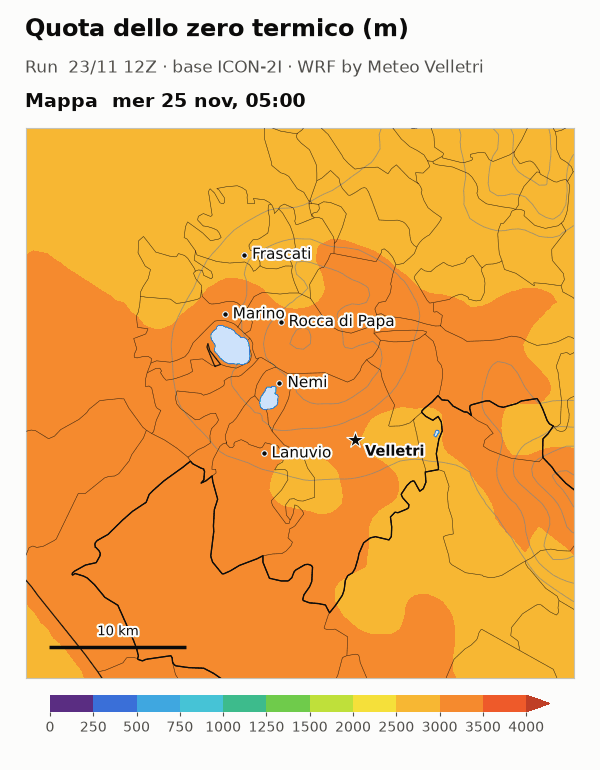 Quota dello zero termico (m)
Run  23/11 12Z · base ICON-2I · WRF by Meteo Velletri
Mappa  mer 25 nov, 05:00
Frascati
Marino
Rocca di Papa
Nemi
Velletri
Lanuvio
10 km
0 250 500 750 1000 1250 1500 2000 2500 3000 3500 4000